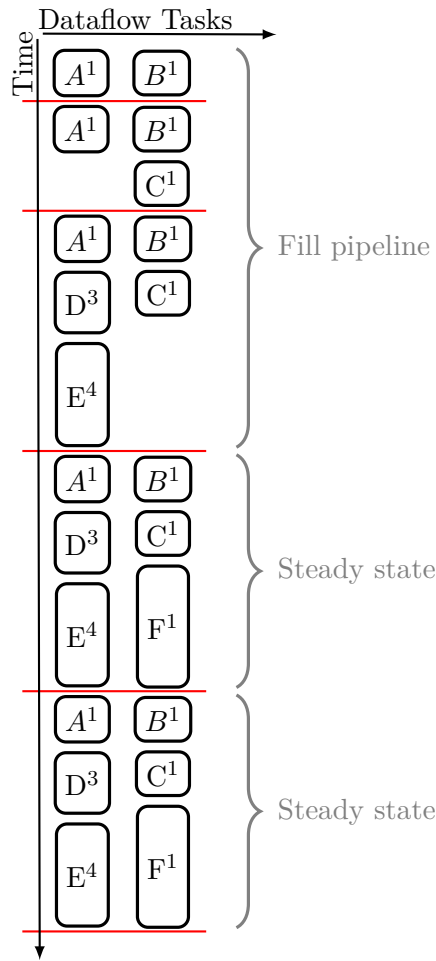 Dataflow Tasks
Time
A¹ B¹
A¹ B¹
C¹
A¹ B¹
D³ C¹
Fill pipeline
E⁴
A¹ B¹
D³ C¹
Steady state
E⁴ F¹
A¹ B¹
D³ C¹
Steady state
E⁴ F¹